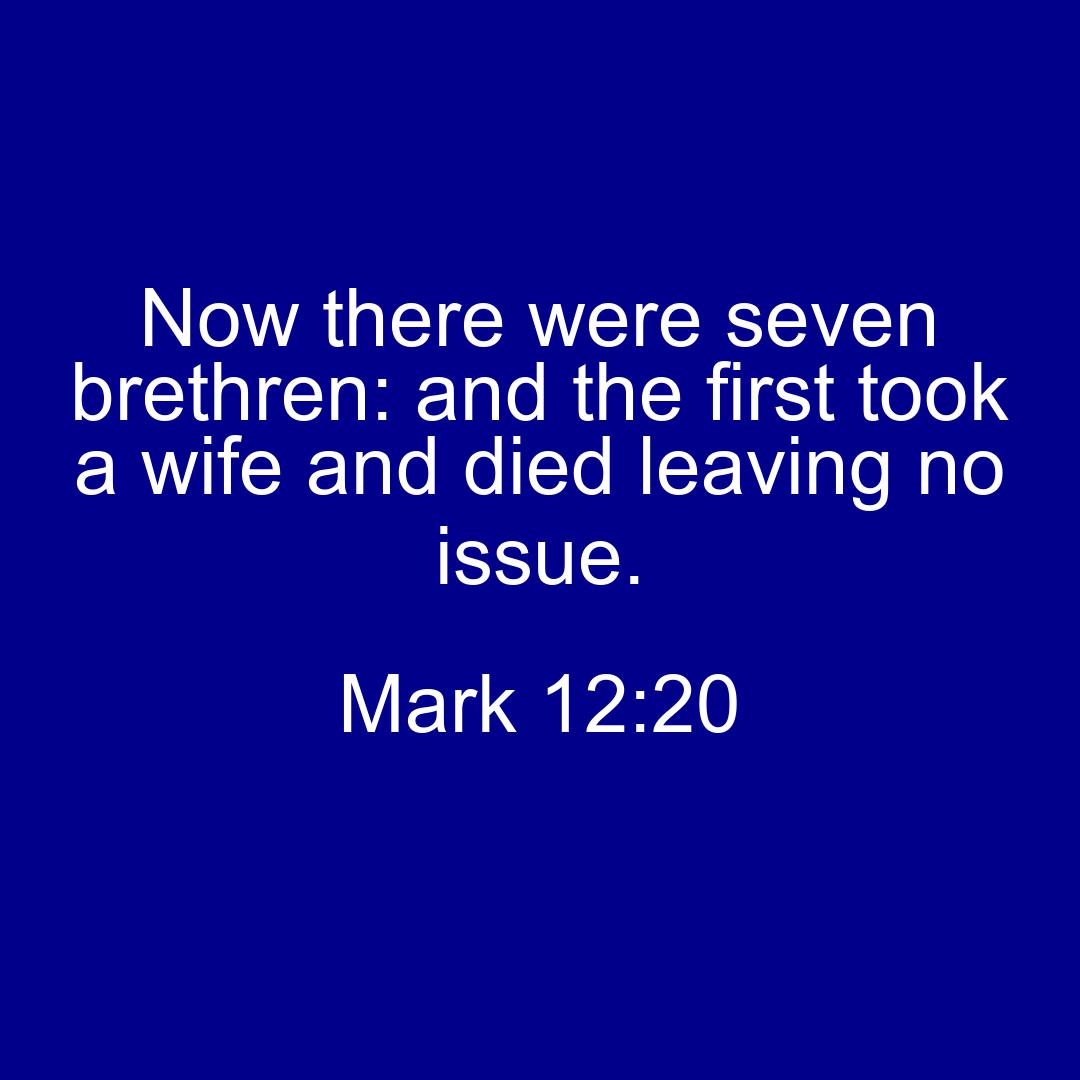 Now there were seven
brethren: and the first took
a wife and died leaving no
issue.
Mark 12:20